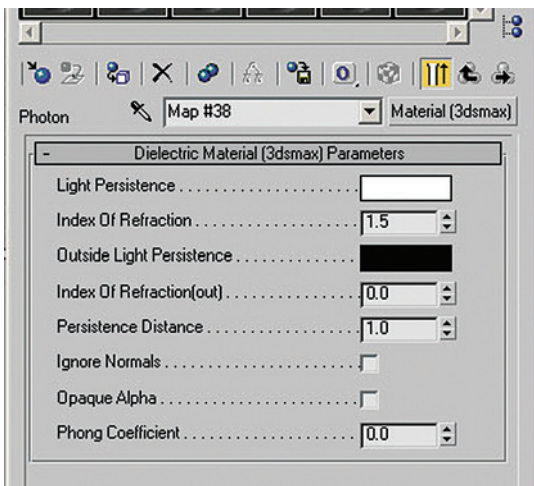 Photon Map #38 Material (3dsmax)
- Dielectric Material (3dsmax) Parameters
Light Persistence
Index Of Refraction 1.5
Outside Light Persistence
Index Of Refraction(out) 0.0
Persistence Distance 1.0
Ignore Normals
Opaque Alpha
Phong Coefficient 0.0